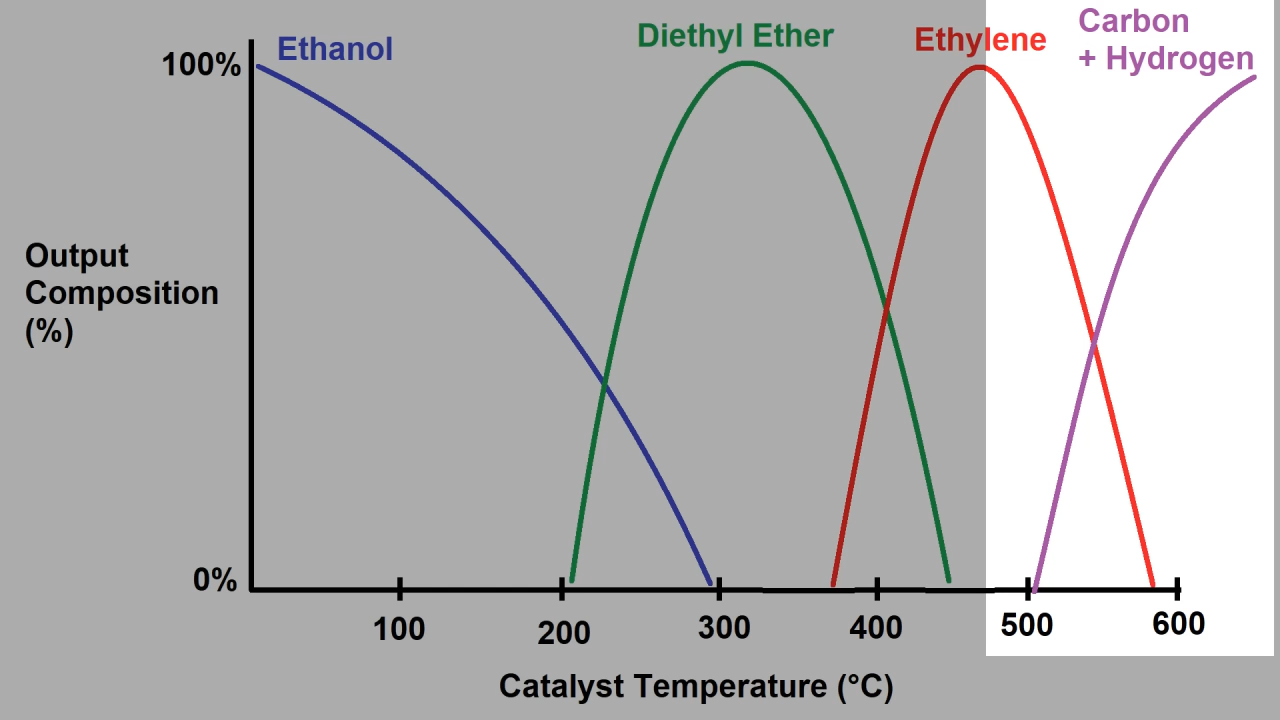 Ethanol
Diethyl Ether
Ethylene
Carbon
+ Hydrogen
100%
Output
Composition
(%)
0%
100
200
300
400
500
600
Catalyst Temperature (°C)